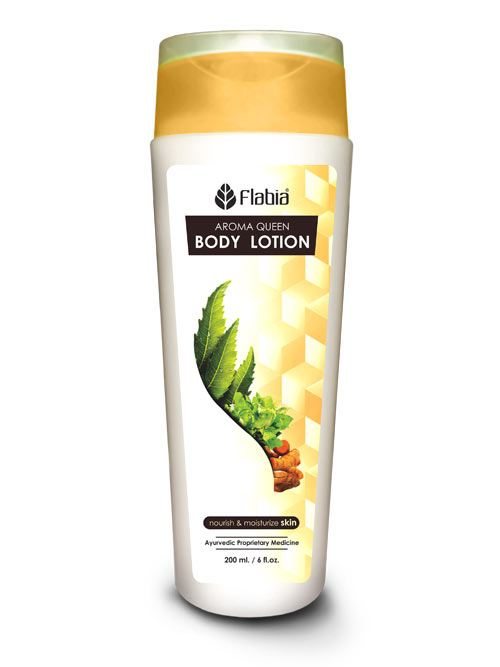 Flabia®
AROMA QUEEN
BODY LOTION
nourish & moisturize skin
Ayurvedic Proprietary Medicine
200 ml. / 6 fl.oz.